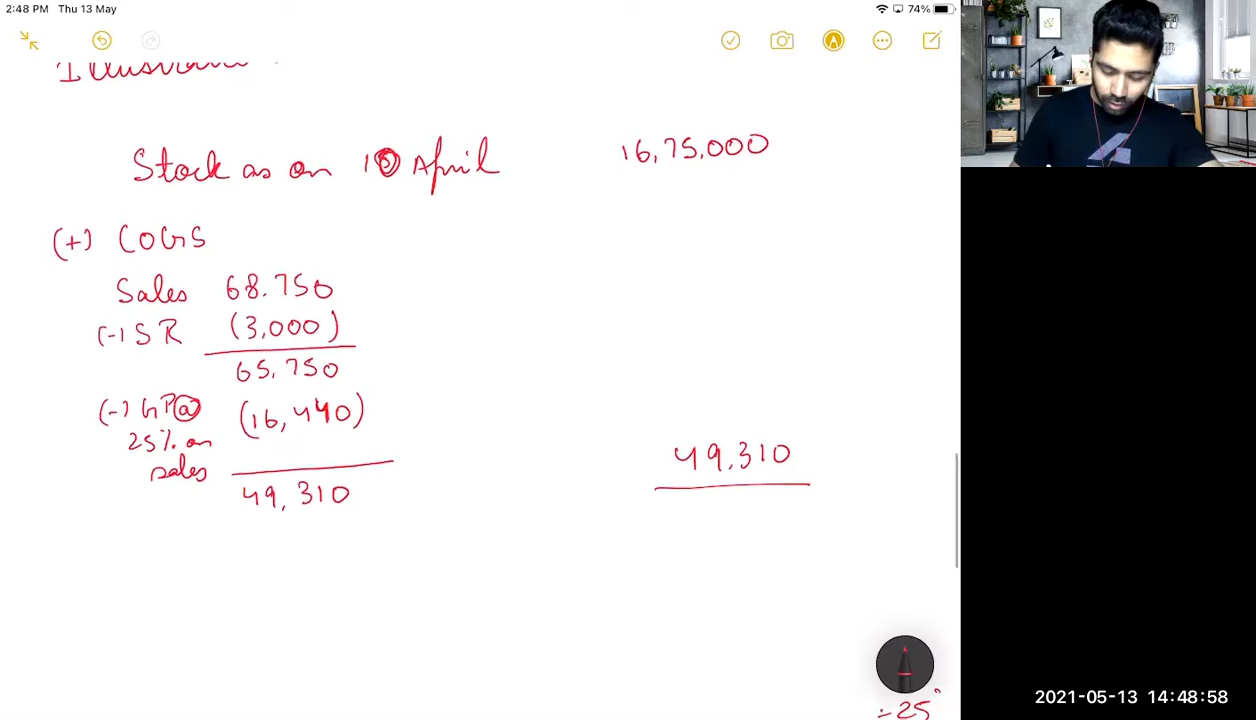 2:48 PM Thu 13 May
74%
Stock as on 10 April 16,75,000
(+) COGS
Sales 68.750
(-) SR (3,000)
65,750
(-) GP@ (16,440)
25% on
sales
49,310
49,310
= 25
2021-05-13 14:48:58